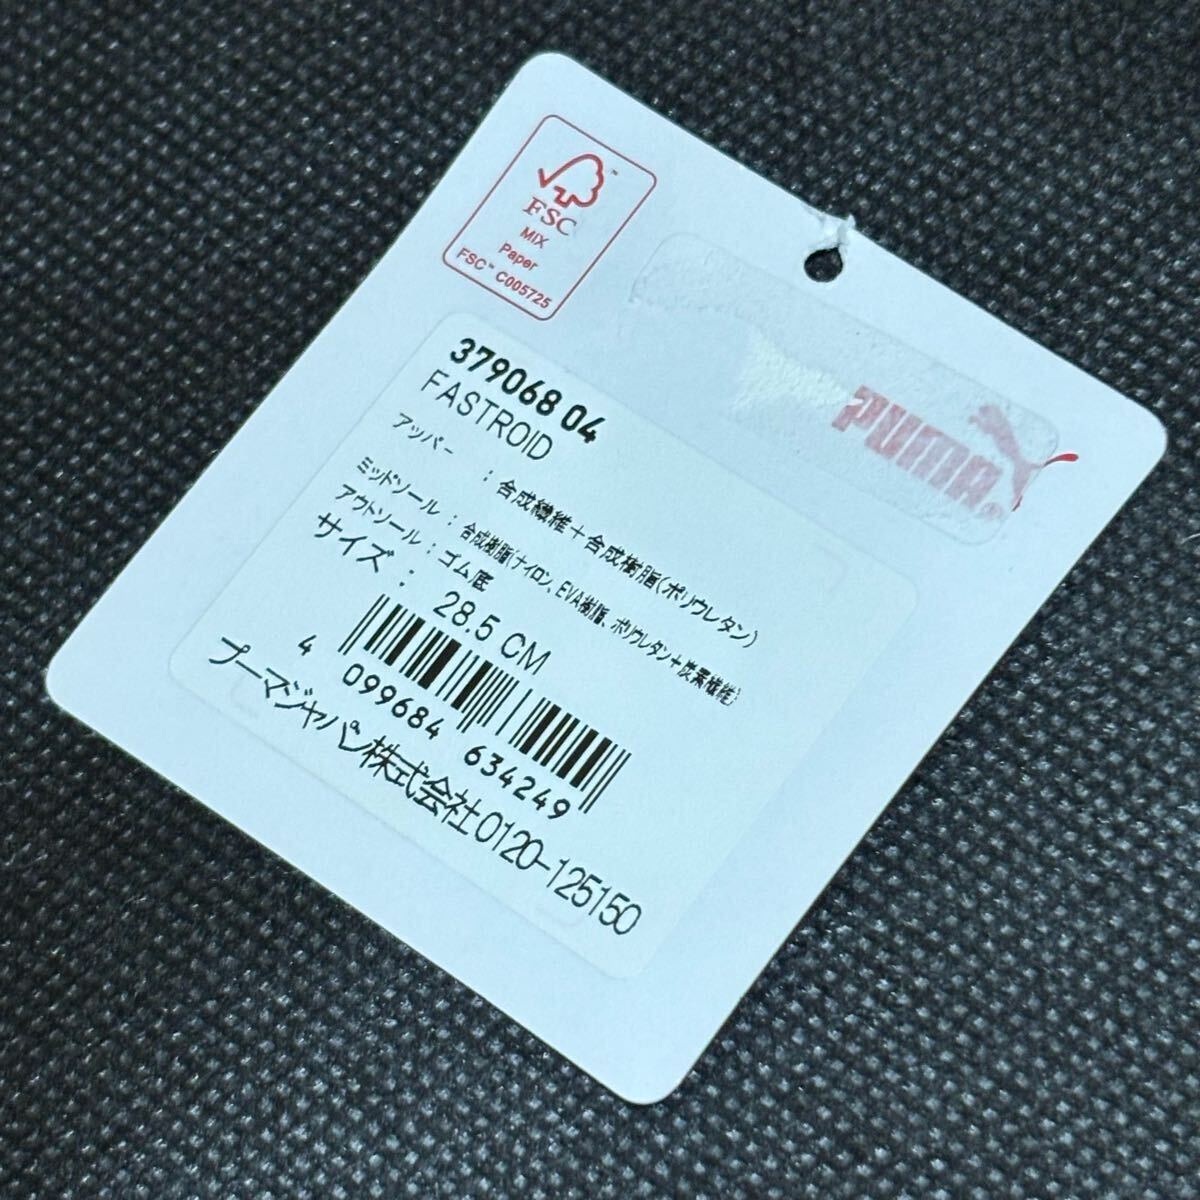 FSC™
MIX
Paper
FSC™ C005725
PUMA®
379068 04
FASTROID
アッパー : 合成繊維＋合成樹脂(ポリウレタン)
ミッドソール : 合成樹脂(ナイロン、EVA樹脂、ポリウレタン＋炭素繊維)
アウトソール : ゴム底
サイズ : 28.5 CM
4 099684 634249
プーマジャパン株式会社0120-125150